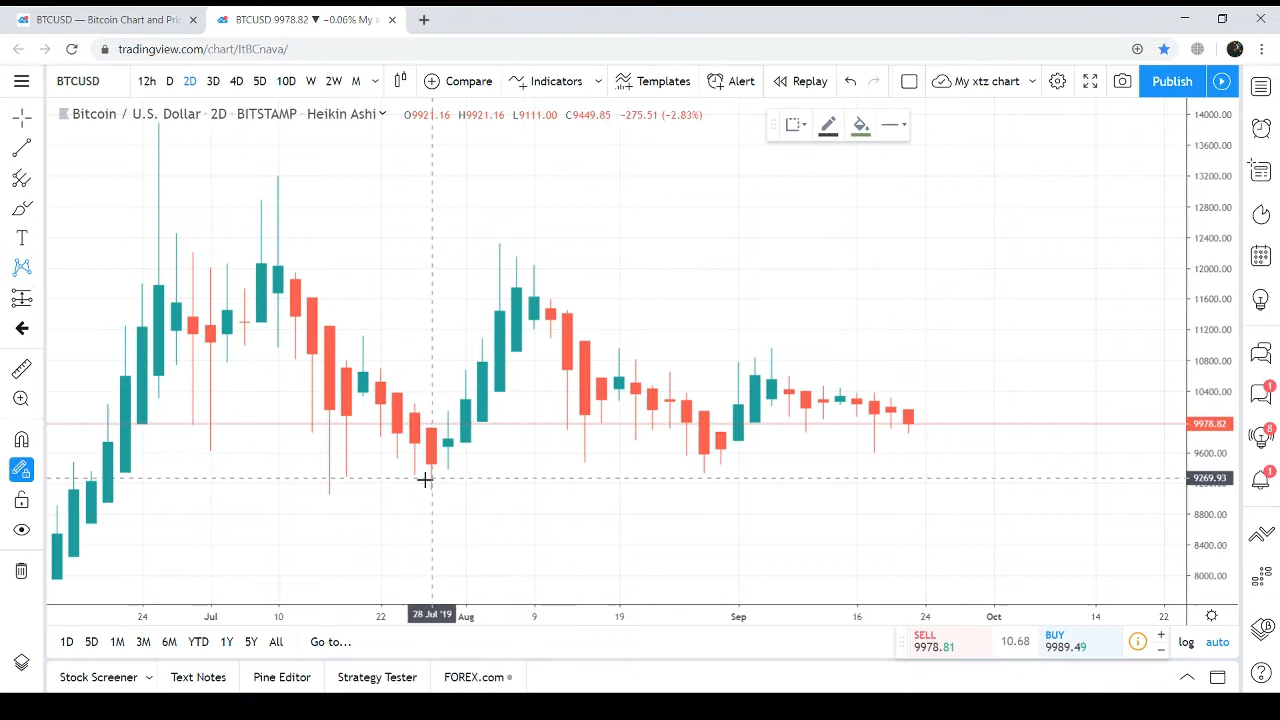 BTCUSD — Bitcoin Chart and Pric
BTCUSD 9978.82 ▼ −0.06% My x
tradingview.com/chart/ItBCnava/
BTCUSD 12h D 2D 3D 4D 5D 10D W 2W M Compare Indicators Templates Alert Replay My xtz chart Publish
Bitcoin / U.S. Dollar · 2D · BITSTAMP · Heikin Ashi O9921.16 H9921.16 L9111.00 C9449.85 −275.51 (−2.83%)
14000.00
13600.00
13200.00
12800.00
12400.00
12000.00
11600.00
11200.00
10800.00
10400.00
9978.82
9600.00
9269.93
8800.00
8400.00
8000.00
1
8
1
24 Jul 10 22 28 Jul '19 Aug 9 19 Sep 16 24 Oct 14 22
1D 5D 1M 3M 6M YTD 1Y 5Y All Go to...
SELL 9978.81 10.68 BUY 9989.49 log auto
Stock Screener Text Notes Pine Editor Strategy Tester FOREX.com